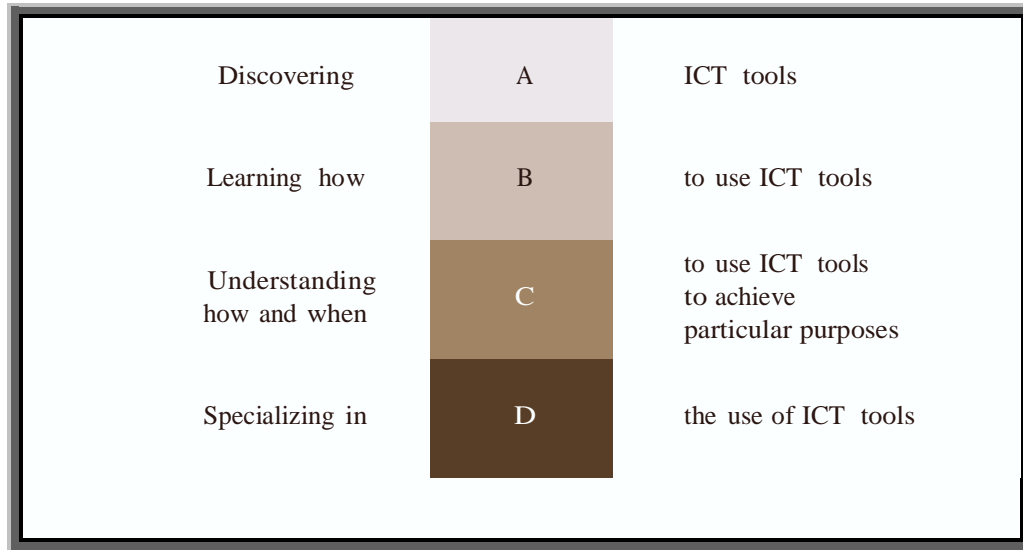 Discovering A ICT tools
Learning how B to use ICT tools
Understanding
how and when
C
to use ICT tools
to achieve
particular purposes
Specializing in D the use of ICT tools